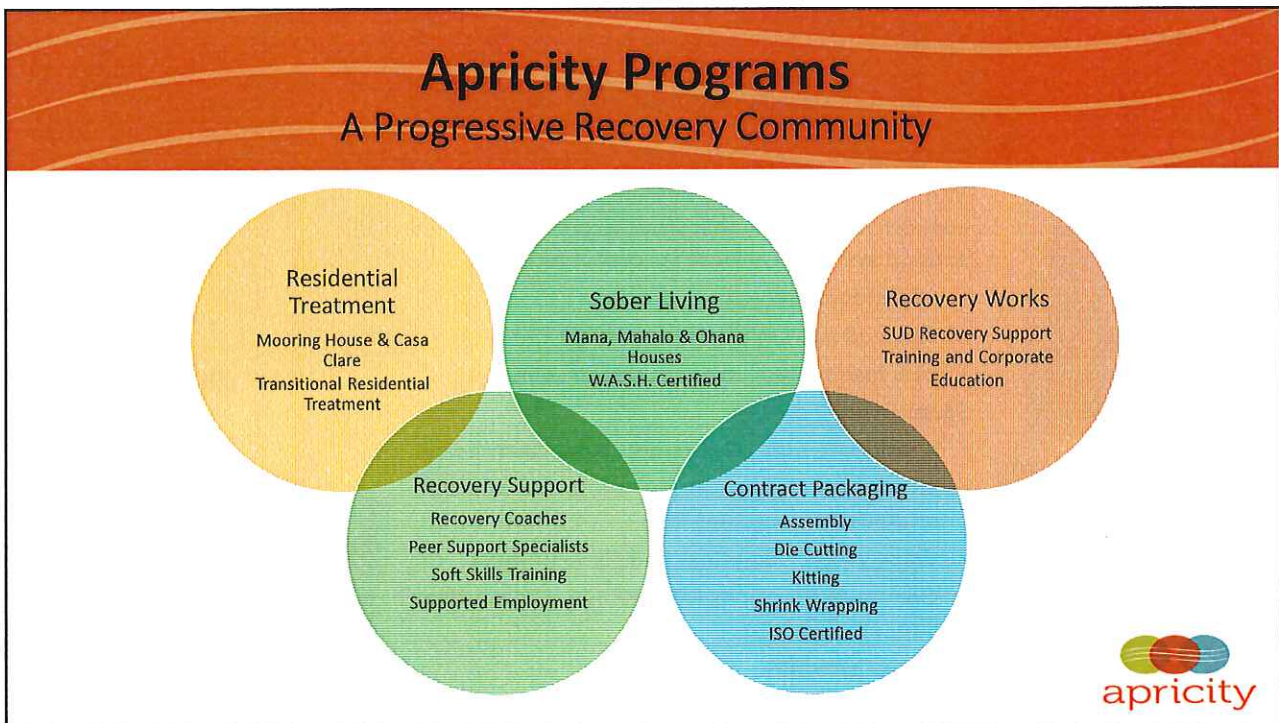 Apricity Programs
A Progressive Recovery Community
Residential
Treatment
Mooring House & Casa
Clare
Transitional Residential
Treatment
Sober Living
Mana, Mahalo & Ohana
Houses
W.A.S.H. Certified
Recovery Works
SUD Recovery Support
Training and Corporate
Education
Recovery Support
Recovery Coaches
Peer Support Specialists
Soft Skills Training
Supported Employment
Contract Packaging
Assembly
Die Cutting
Kitting
Shrink Wrapping
ISO Certified
apricity